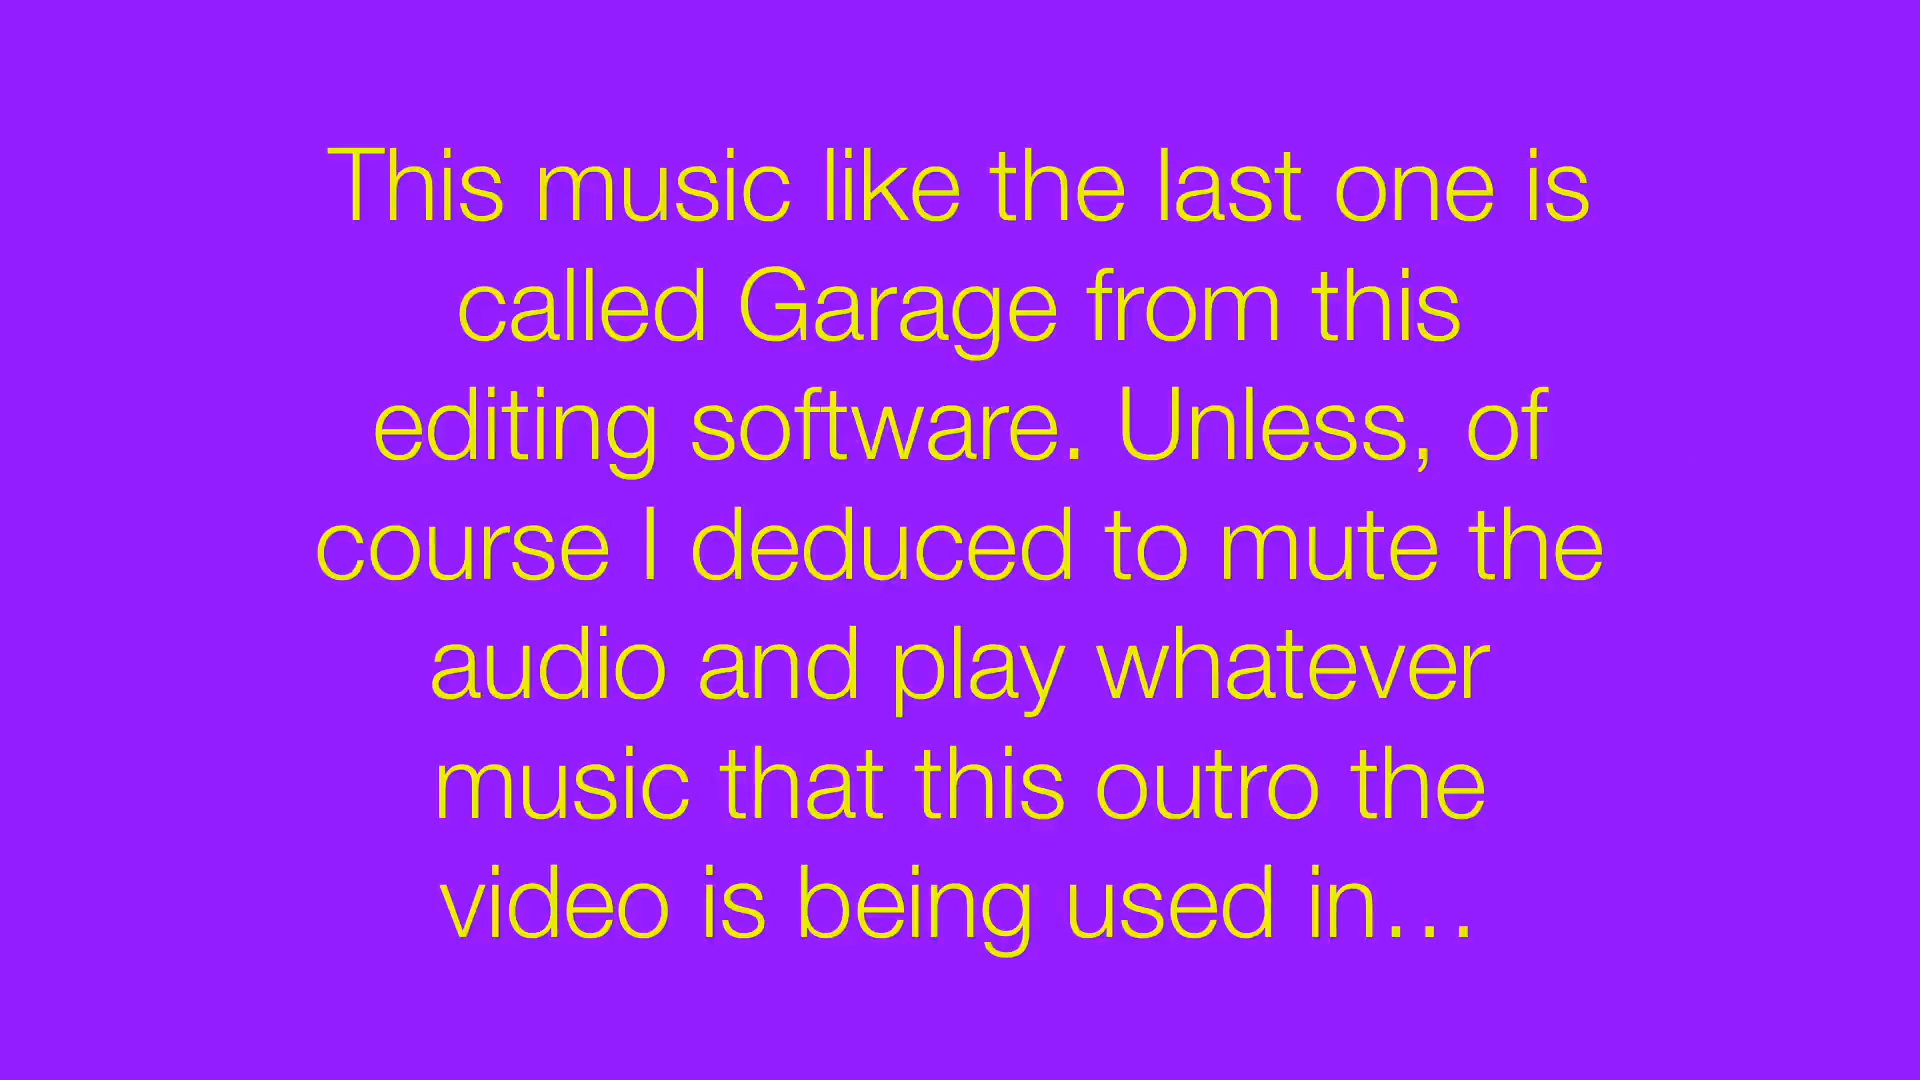 This music like the last one is
called Garage from this
editing software. Unless, of
course I deduced to mute the
audio and play whatever
music that this outro the
video is being used in...